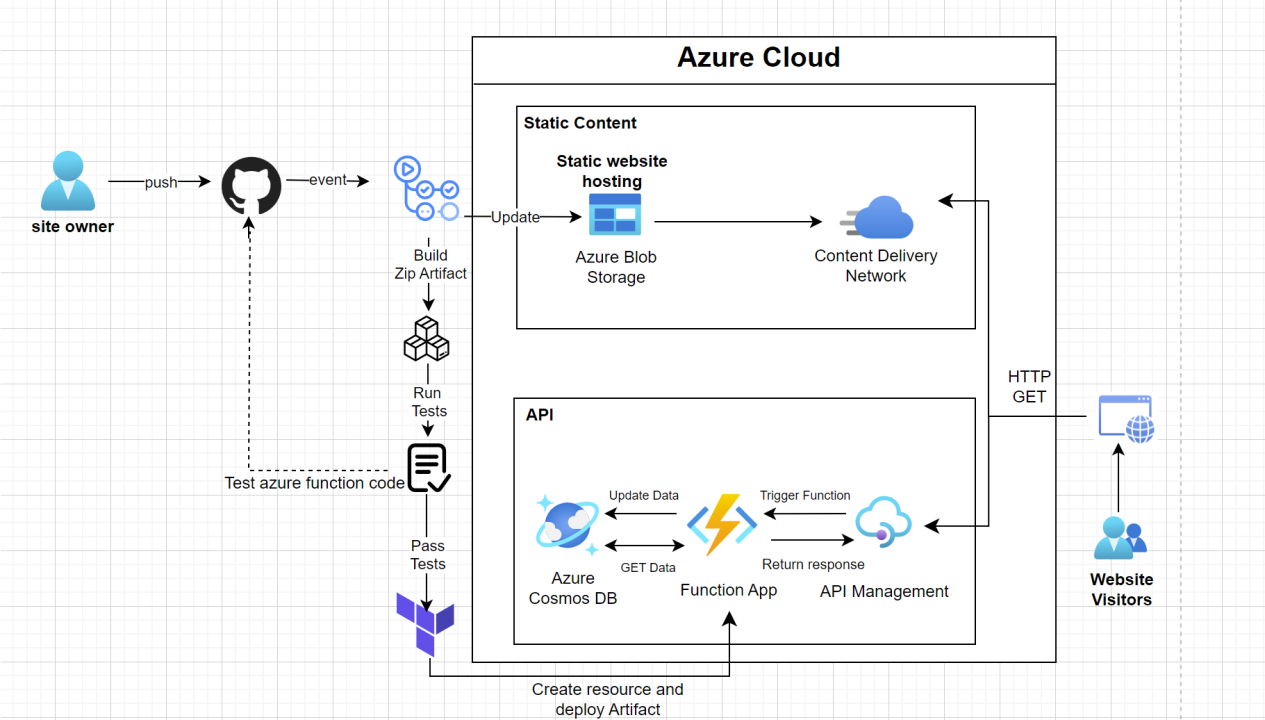 Azure Cloud
Static Content
Static website
hosting
push
event
site owner
Update
Azure Blob
Storage
Content Delivery
Network
Build
Zip Artifact
HTTP
GET
Run
Tests
API
Test azure function code
Update Data
Trigger Function
Pass
Tests
GET Data
Return response
Azure
Cosmos DB
Function App
API Management
Website
Visitors
Create resource and
deploy Artifact